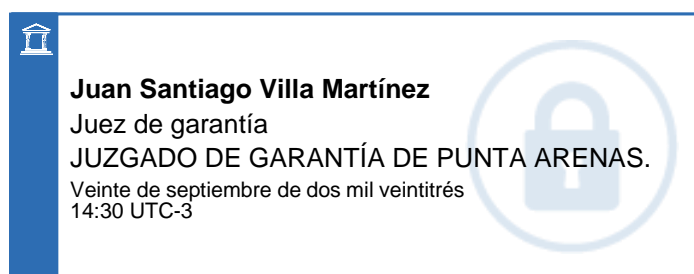 Juan Santiago Villa Martínez
Juez de garantía
JUZGADO DE GARANTÍA DE PUNTA ARENAS.
Veinte de septiembre de dos mil veintitrés
14:30 UTC-3